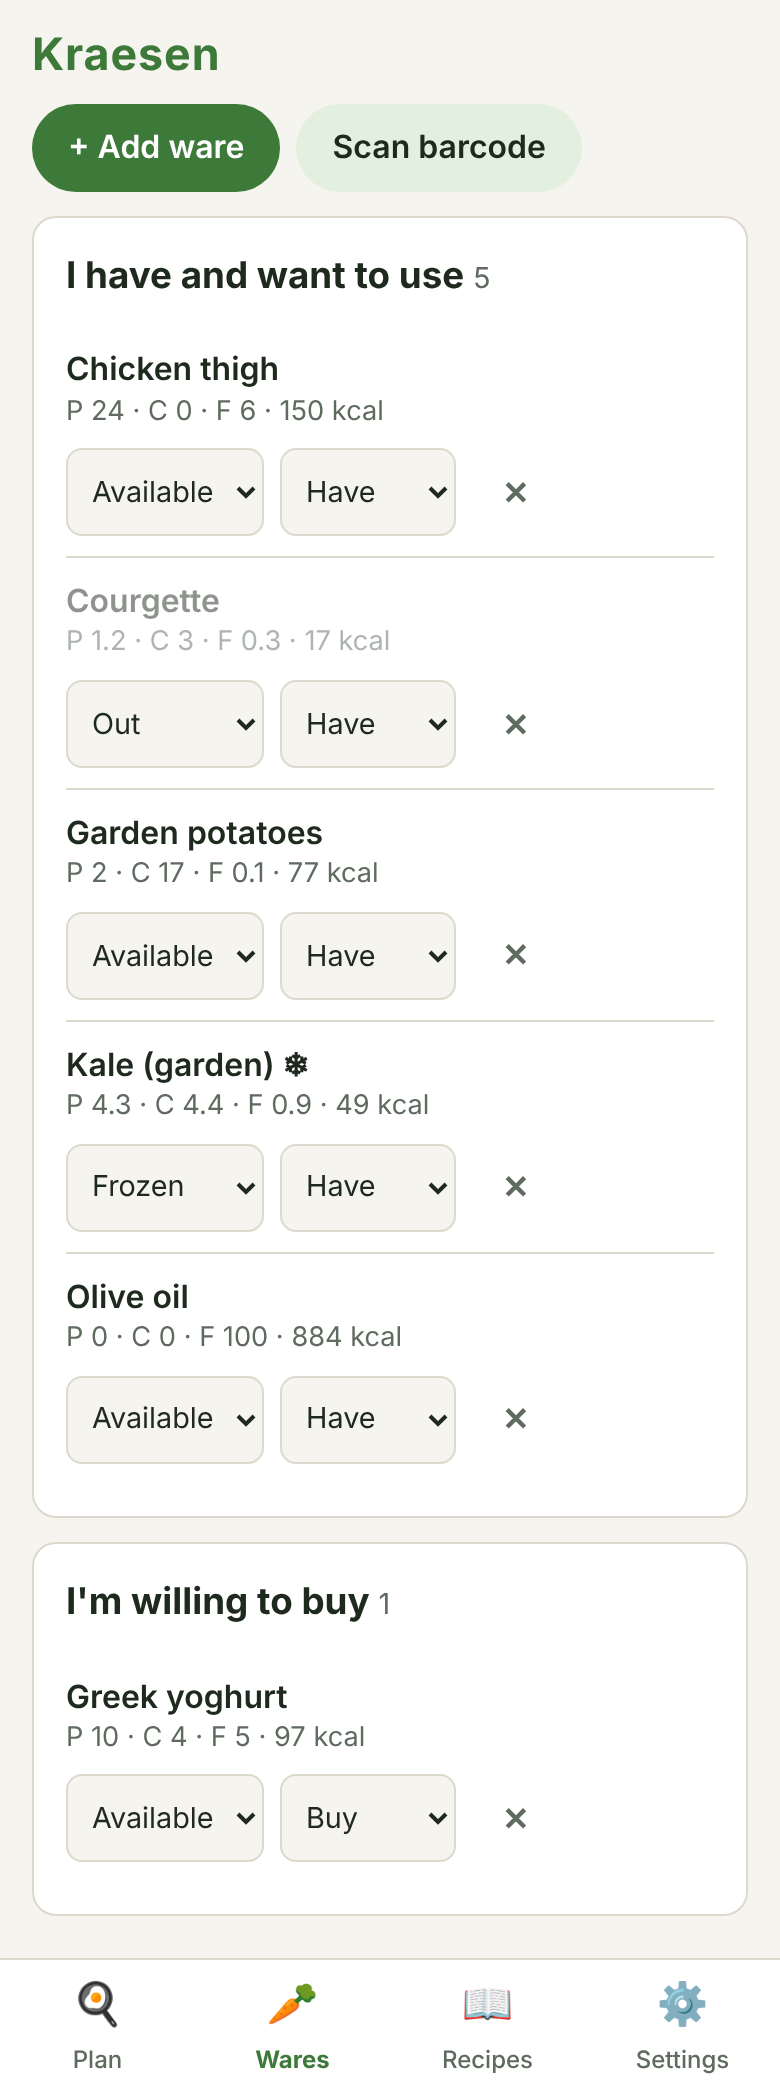 Kraesen
+ Add ware
Scan barcode
I have and want to use 5
Chicken thigh
P 24 · C 0 · F 6 · 150 kcal
Available Have ✕
Courgette
P 1.2 · C 3 · F 0.3 · 17 kcal
Out Have ✕
Garden potatoes
P 2 · C 17 · F 0.1 · 77 kcal
Available Have ✕
Kale (garden) ❄
P 4.3 · C 4.4 · F 0.9 · 49 kcal
Frozen Have ✕
Olive oil
P 0 · C 0 · F 100 · 884 kcal
Available Have ✕
I'm willing to buy 1
Greek yoghurt
P 10 · C 4 · F 5 · 97 kcal
Available Buy ✕
Plan Wares Recipes Settings